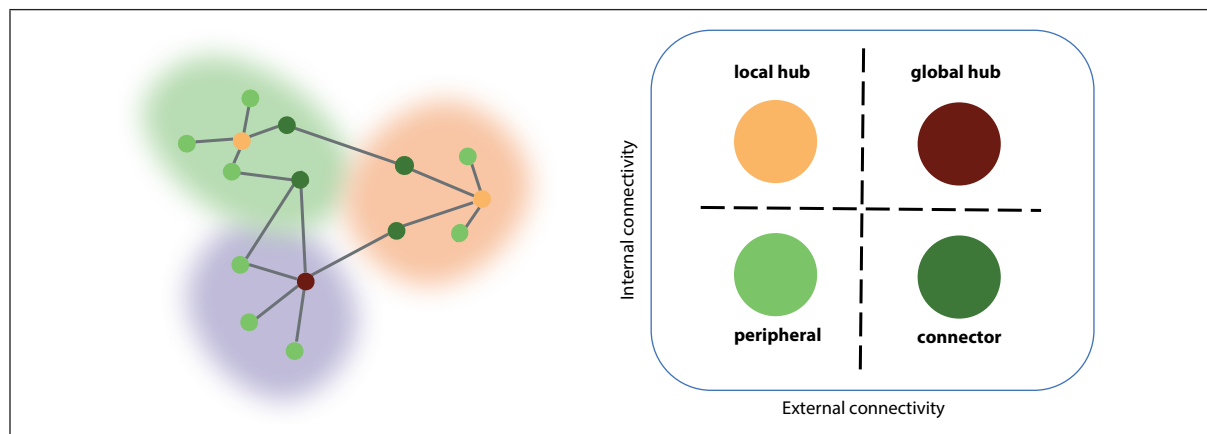 local hub
global hub
Internal connectivity
peripheral
connector
External connectivity